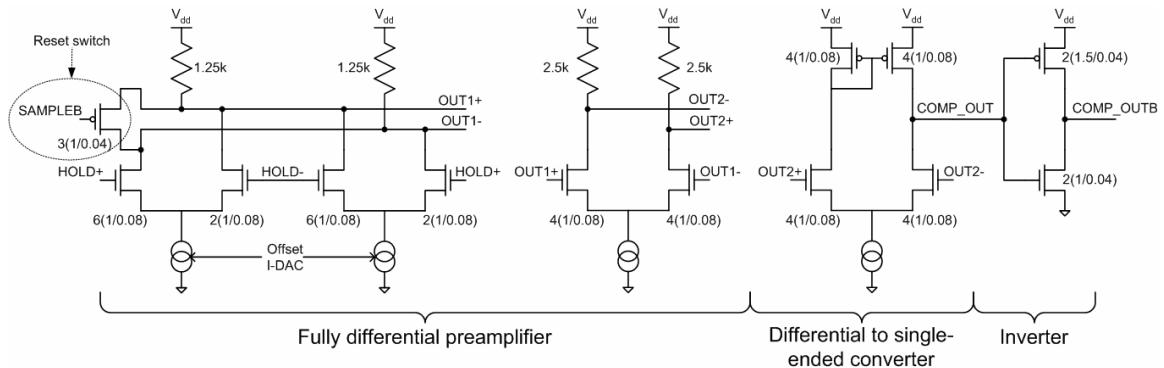 Vdd
Vdd
Vdd
Vdd
Vdd
Vdd
Vdd
Reset switch
1.25k
1.25k
2.5k
2.5k
4(1/0.08)
4(1/0.08)
2(1.5/0.04)
SAMPLEB
OUT1+
OUT1-
OUT2-
OUT2+
COMP_OUT
COMP_OUTB
3(1/0.04)
HOLD+
HOLD-
HOLD+
OUT1+
OUT1-
OUT2+
OUT2-
2(1/0.04)
6(1/0.08)
2(1/0.08)
6(1/0.08)
2(1/0.08)
4(1/0.08)
4(1/0.08)
4(1/0.08)
4(1/0.08)
Offset
I-DAC
Fully differential preamplifier
Differential to single-
ended converter
Inverter